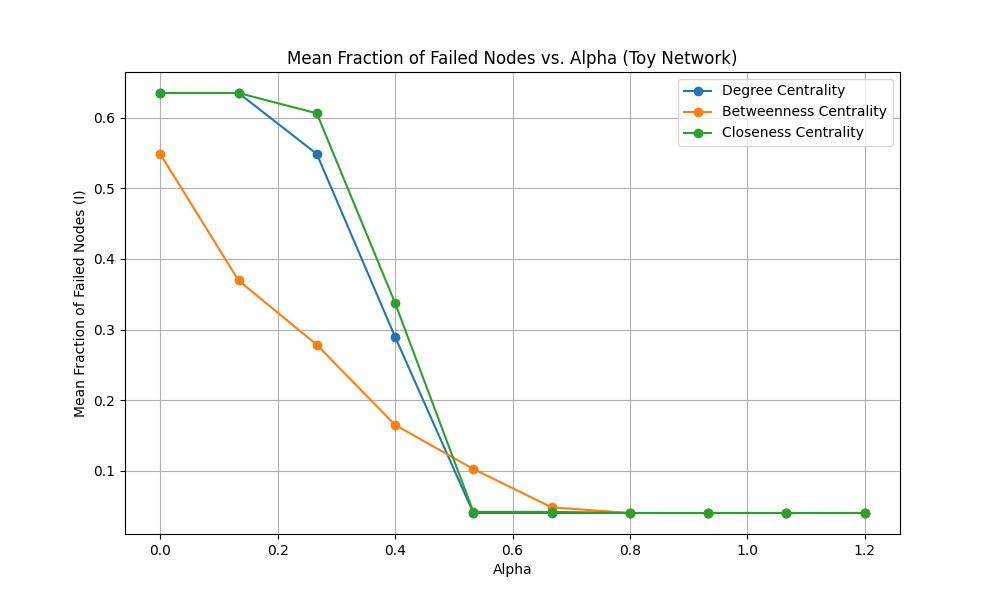 Mean Fraction of Failed Nodes vs. Alpha (Toy Network)
Degree Centrality
Betweenness Centrality
Closeness Centrality
Mean Fraction of Failed Nodes (I)
0.6
0.5
0.4
0.3
0.2
0.1
0.0 0.2 0.4 0.6 0.8 1.0 1.2
Alpha